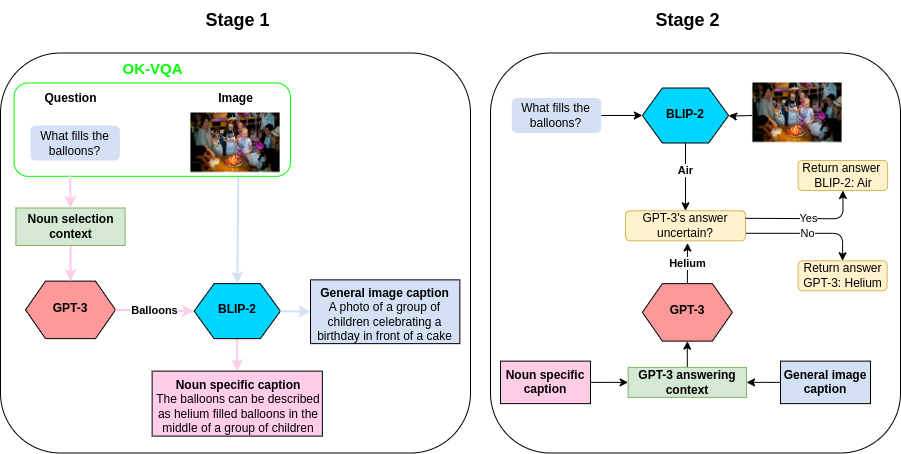 Stage 1
OK-VQA
Question
Image
What fills the
balloons?
Noun selection
context
GPT-3
Balloons
BLIP-2
General image caption
A photo of a group of
children celebrating a
birthday in front of a cake
Noun specific caption
The balloons can be described
as helium filled balloons in the
middle of a group of children
Stage 2
What fills the
balloons?
BLIP-2
Air
GPT-3's answer
uncertain?
Yes
No
Return answer
BLIP-2: Air
Return answer
GPT-3: Helium
Helium
GPT-3
Noun specific
caption
GPT-3 answering
context
General image
caption